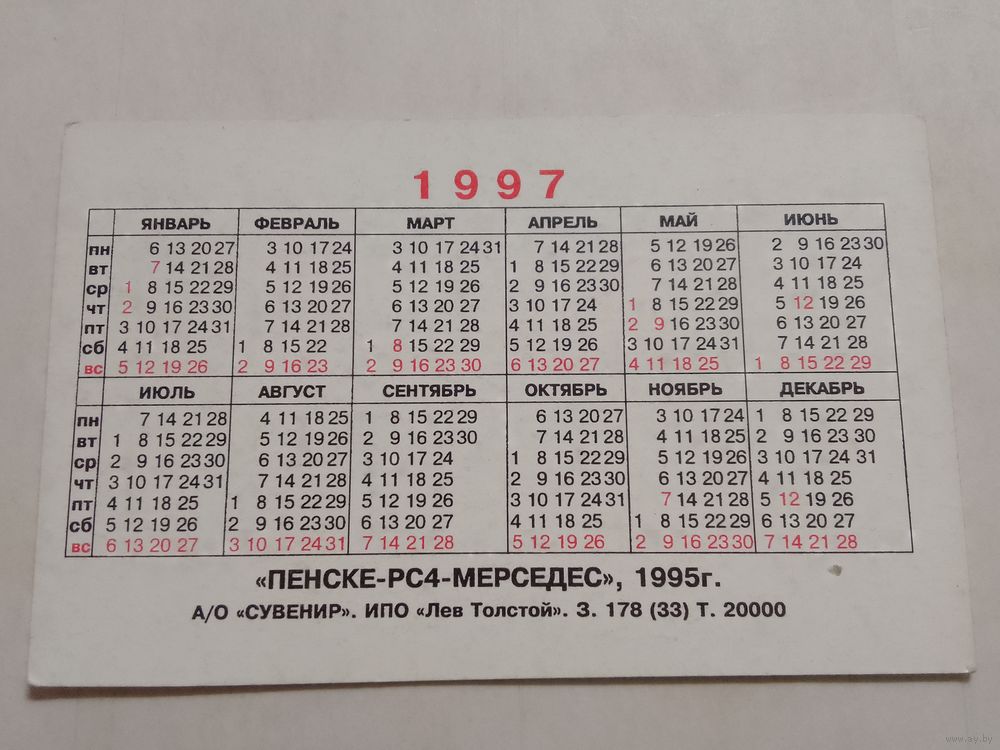 1997
ЯНВАРЬ ФЕВРАЛЬ МАРТ АПРЕЛЬ МАЙ ИЮНЬ
пн 6 13 20 27 3 10 17 24 3 10 17 24 31 7 14 21 28 5 12 19 26 2 9 16 23 30
вт 7 14 21 28 4 11 18 25 4 11 18 25 1 8 15 22 29 6 13 20 27 3 10 17 24
ср 1 8 15 22 29 5 12 19 26 5 12 19 26 2 9 16 23 30 7 14 21 28 4 11 18 25
чт 2 9 16 23 30 6 13 20 27 6 13 20 27 3 10 17 24 1 8 15 22 29 5 12 19 26
пт 3 10 17 24 31 7 14 21 28 7 14 21 28 4 11 18 25 2 9 16 23 30 6 13 20 27
сб 4 11 18 25 1 8 15 22 1 8 15 22 29 5 12 19 26 3 10 17 24 31 7 14 21 28
вс 5 12 19 26 2 9 16 23 2 9 16 23 30 6 13 20 27 4 11 18 25 1 8 15 22 29
ИЮЛЬ АВГУСТ СЕНТЯБРЬ ОКТЯБРЬ НОЯБРЬ ДЕКАБРЬ
пн 7 14 21 28 4 11 18 25 1 8 15 22 29 6 13 20 27 3 10 17 24 1 8 15 22 29
вт 1 8 15 22 29 5 12 19 26 2 9 16 23 30 7 14 21 28 4 11 18 25 2 9 16 23 30
ср 2 9 16 23 30 6 13 20 27 3 10 17 24 1 8 15 22 29 5 12 19 26 3 10 17 24 31
чт 3 10 17 24 31 7 14 21 28 4 11 18 25 2 9 16 23 30 6 13 20 27 4 11 18 25
пт 4 11 18 25 1 8 15 22 29 5 12 19 26 3 10 17 24 31 7 14 21 28 5 12 19 26
сб 5 12 19 26 2 9 16 23 30 6 13 20 27 4 11 18 25 1 8 15 22 29 6 13 20 27
вс 6 13 20 27 3 10 17 24 31 7 14 21 28 5 12 19 26 2 9 16 23 30 7 14 21 28
«ПЕНСКЕ-РС4-МЕРСЕДЕС», 1995г.
А/О «СУВЕНИР». ИПО «Лев Толстой». З. 178 (33) Т. 20000
www.ay.by